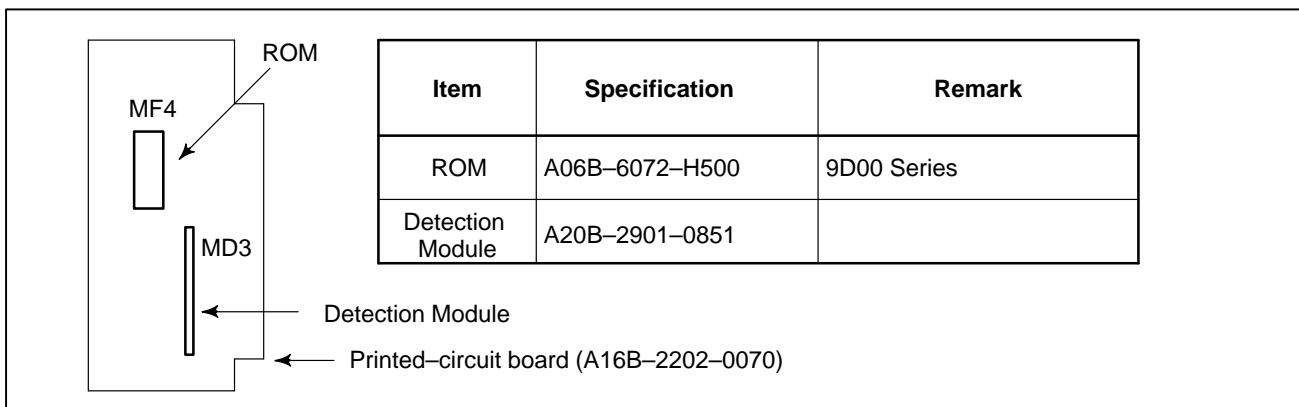 ROM
MF4
MD3
Detection Module
Printed–circuit board (A16B–2202–0070)
Item Specification Remark
ROM A06B–6072–H500 9D00 Series
Detection
Module A20B–2901–0851